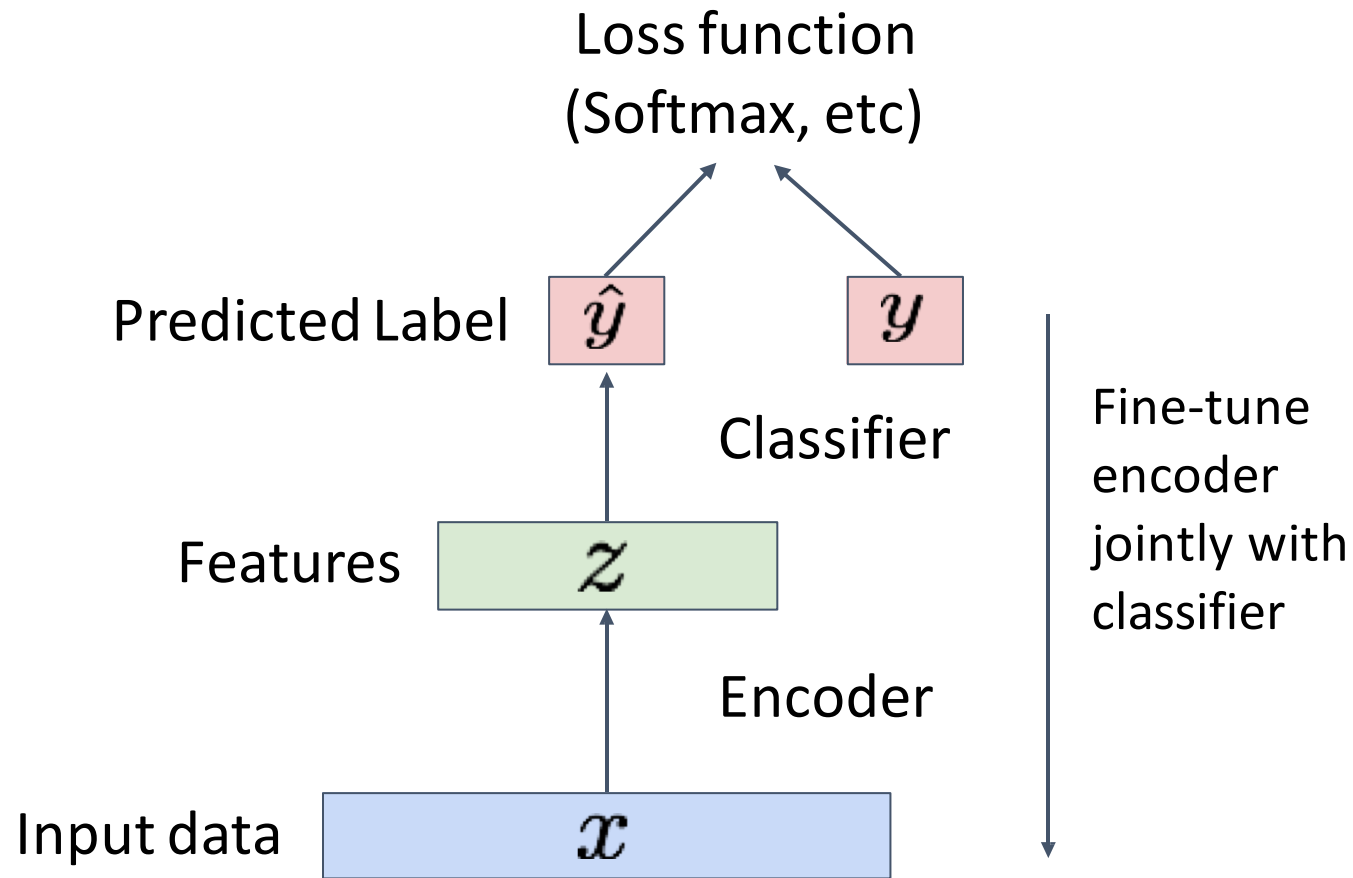 Loss function
(Softmax, etc)
Predicted Label
ŷ
y
Classifier
Fine-tune
encoder
jointly with
classifier
Features
z
Encoder
Input data
x